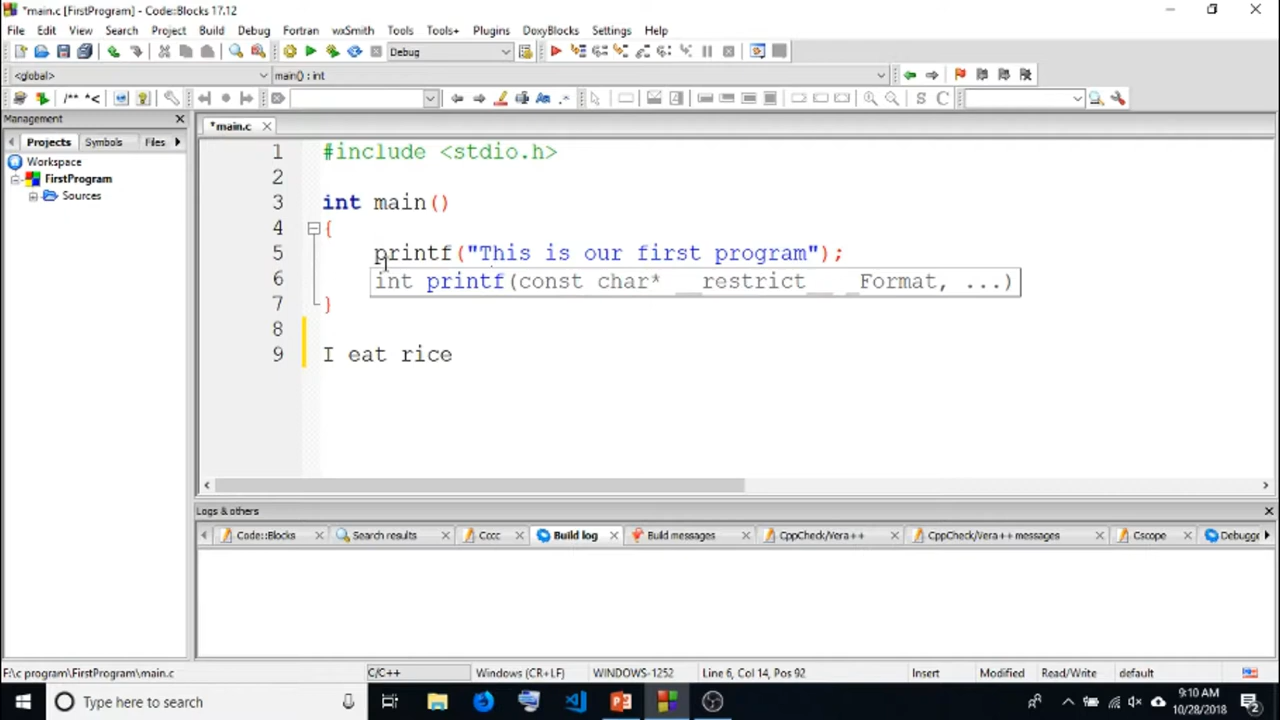 *main.c [FirstProgram] - Code::Blocks 17.12
File Edit View Search Project Build Debug Fortran wxSmith Tools Tools+ Plugins DoxyBlocks Settings Help
Debug
<global> main() : int
/** *< S C
Management
*main.c
Projects Symbols Files
Workspace
FirstProgram
Sources
1 #include <stdio.h>
2
3 int main()
4 {
5 printf("This is our first program");
6 int printf(const char* __restrict__ _Format, ...)
7 }
8
9 I eat rice
Logs & others
Code::Blocks Search results Cccc Build log Build messages CppCheck/Vera++ CppCheck/Vera++ messages Cscope Debugge
F:\c program\FirstProgram\main.c C/C++ Windows (CR+LF) WINDOWS-1252 Line 6, Col 14, Pos 92 Insert Modified Read/Write default
Type here to search
9:10 AM
10/28/2018
2